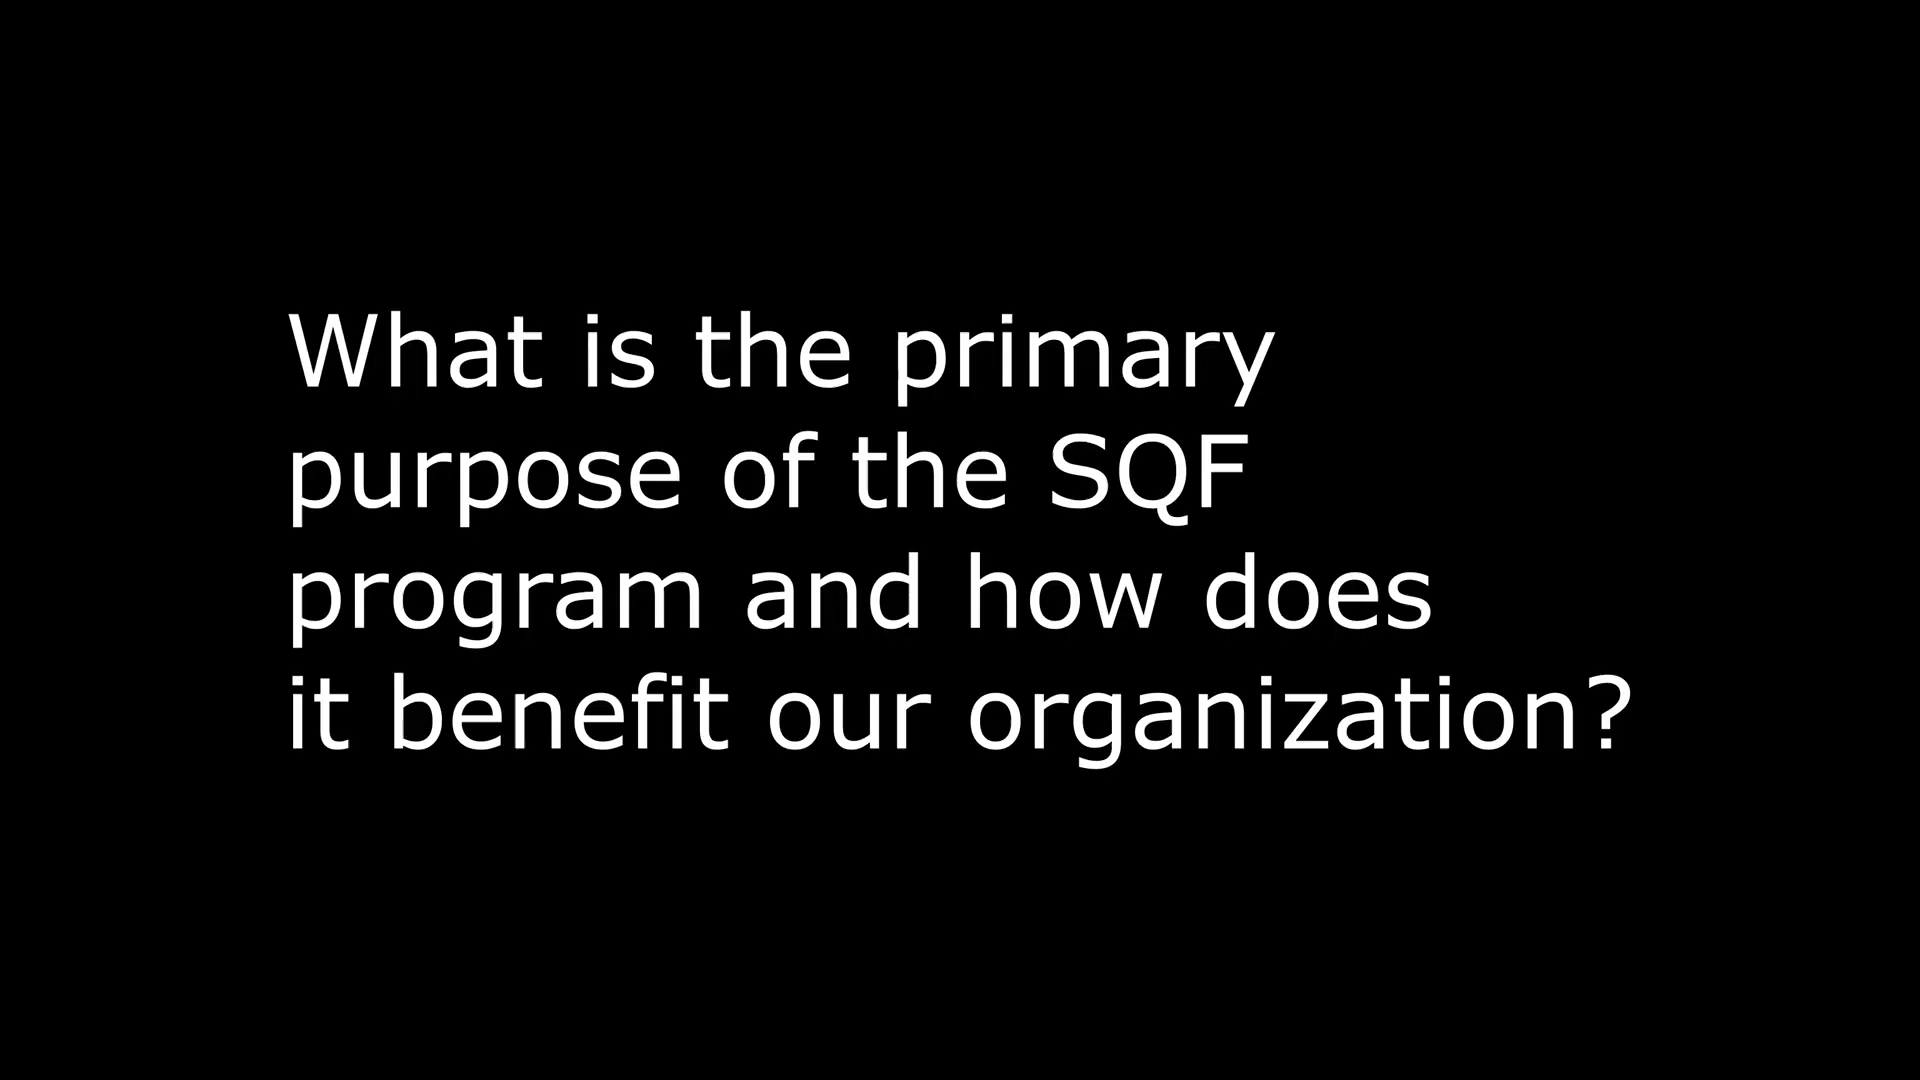 What is the primary
purpose of the SQF
program and how does
it benefit our organization?